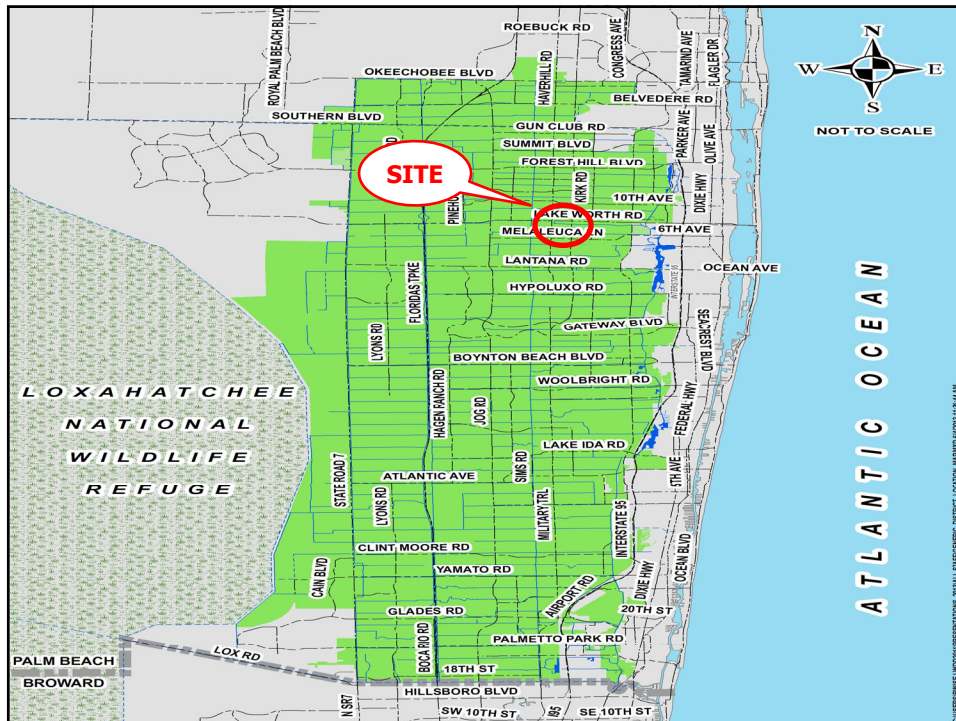 ROEBUCK RD
ROYAL PALM BEACH BLVD
CONGRESS AVE
TAMARIND AVE
FLAGLER DR
HAVERHILL RD
OKEECHOBEE BLVD
BELVEDERE RD
SOUTHERN BLVD
GUN CLUB RD
PARKER AVE
OLIVE AVE
SUMMIT BLVD
FOREST HILL BLVD
N
W
E
S
NOT TO SCALE
SITE
KIRK RD
10TH AVE
DIXIE HWY
LAKE WORTH RD
MELALEUCA LN
6TH AVE
LANTANA RD
OCEAN AVE
INTERSTATE 95
FLORIDAS TPKE
HYPOLUXO RD
GATEWAY BLVD
SEACREST BLVD
LYONS RD
BOYNTON BEACH BLVD
WOOLBRIGHT RD
HAGEN RANCH RD
JOG RD
FEDERAL HWY
LOXAHATCHEE
NATIONAL
WILDLIFE
REFUGE
ATLANTIC OCEAN
LAKE IDA RD
STATE ROAD 7
ATLANTIC AVE
SIMS RD
5TH AVE
LYONS RD
MILITARY TRL
INTERSTATE 95
CLINT MOORE RD
OCEAN BLVD
CAIN BLVD
YAMATO RD
AIRPORT RD
DIXIE HWY
20TH ST
GLADES RD
BOCA RIO RD
PALMETTO PARK RD
LOX RD
PALM BEACH
BROWARD
18TH ST
HILLSBORO BLVD
N SR7
SW 10TH ST
I95
SE 10TH ST